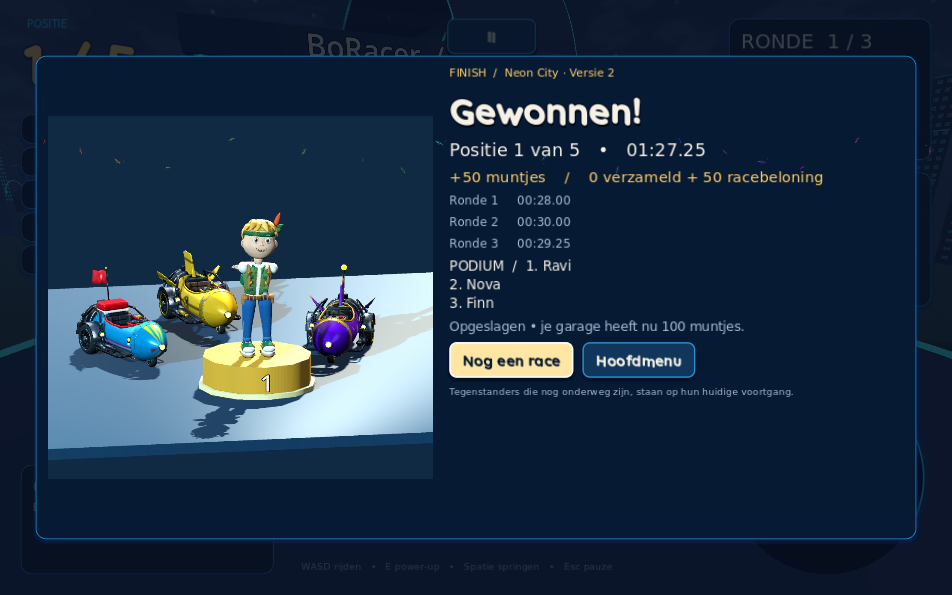 POSITIE
1 / 5
BoRacer /
RONDE 1 / 3
FINISH / Neon City · Versie 2
Gewonnen!
Positie 1 van 5 • 01:27.25
+50 muntjes / 0 verzameld + 50 racebeloning
Ronde 1 00:28.00
Ronde 2 00:30.00
Ronde 3 00:29.25
PODIUM / 1. Ravi
2. Nova
3. Finn
1
Opgeslagen • je garage heeft nu 100 muntjes.
Nog een race
Hoofdmenu
Tegenstanders die nog onderweg zijn, staan op hun huidige voortgang.
WASD rijden • E power-up • Spatie springen • Esc pauze